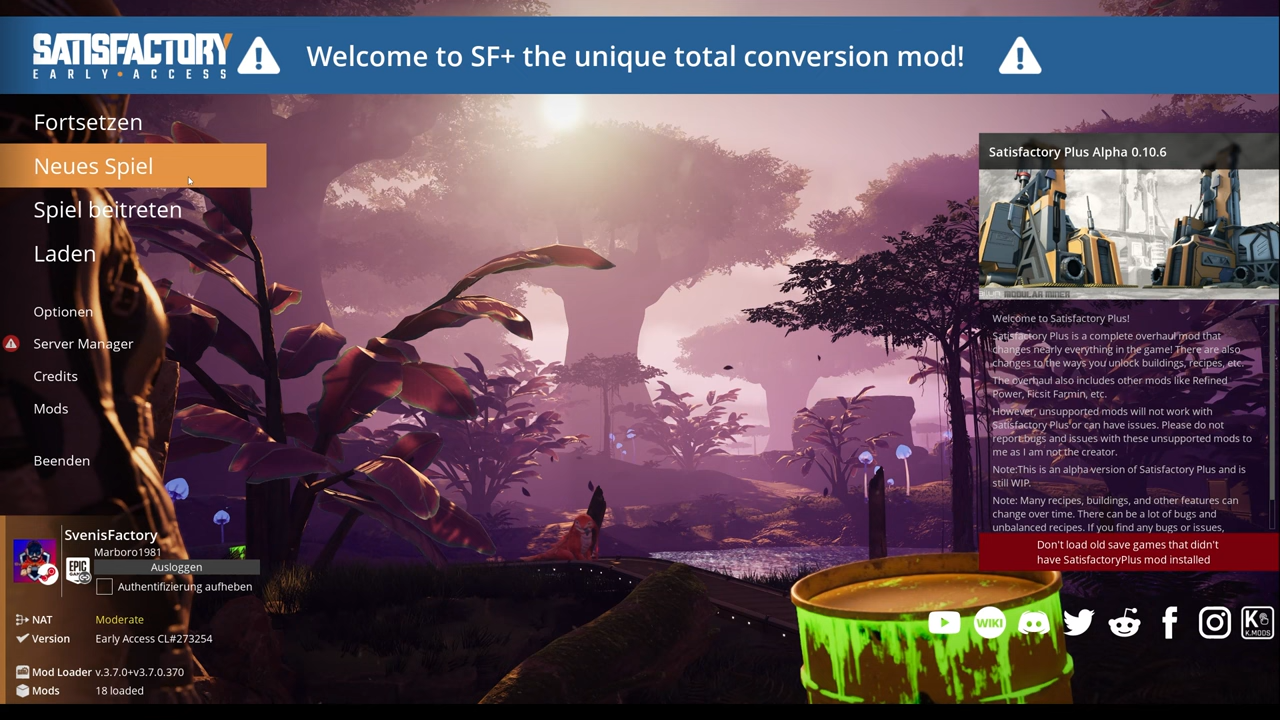 SATISFACTORY
EARLY ACCESS
Welcome to SF+ the unique total conversion mod!
Fortsetzen
Neues Spiel
Spiel beitreten
Laden
Optionen
Server Manager
Credits
Mods
Beenden
SvenisFactory
Marboro1981
EPIC
Ausloggen
Authentifizierung aufheben
NAT Moderate
Version Early Access CL#273254
Mod Loader v.3.7.0+v3.7.0.370
Mods 18 loaded
Satisfactory Plus Alpha 0.10.6
MODULAR MINER
Welcome to Satisfactory Plus!
Satisfactory Plus is a complete overhaul mod that
changes nearly everything in the game! There are also
changes to the ways you unlock buildings, recipes, etc.
The overhaul also includes other mods like Refined
Power, Ficsit Farmin, etc.
However, unsupported mods will not work with
Satisfactory Plus or can have issues. Please do not
report bugs and issues with these unsupported mods to
me as I am not the creator.
Note:This is an alpha version of Satisfactory Plus and is
still WIP.
Note: Many recipes, buildings, and other features can
change over time. There can be a lot of bugs and
unbalanced recipes. If you find any bugs or issues,
Don't load old save games that didn't
have SatisfactoryPlus mod installed
WIKI
K.MODS